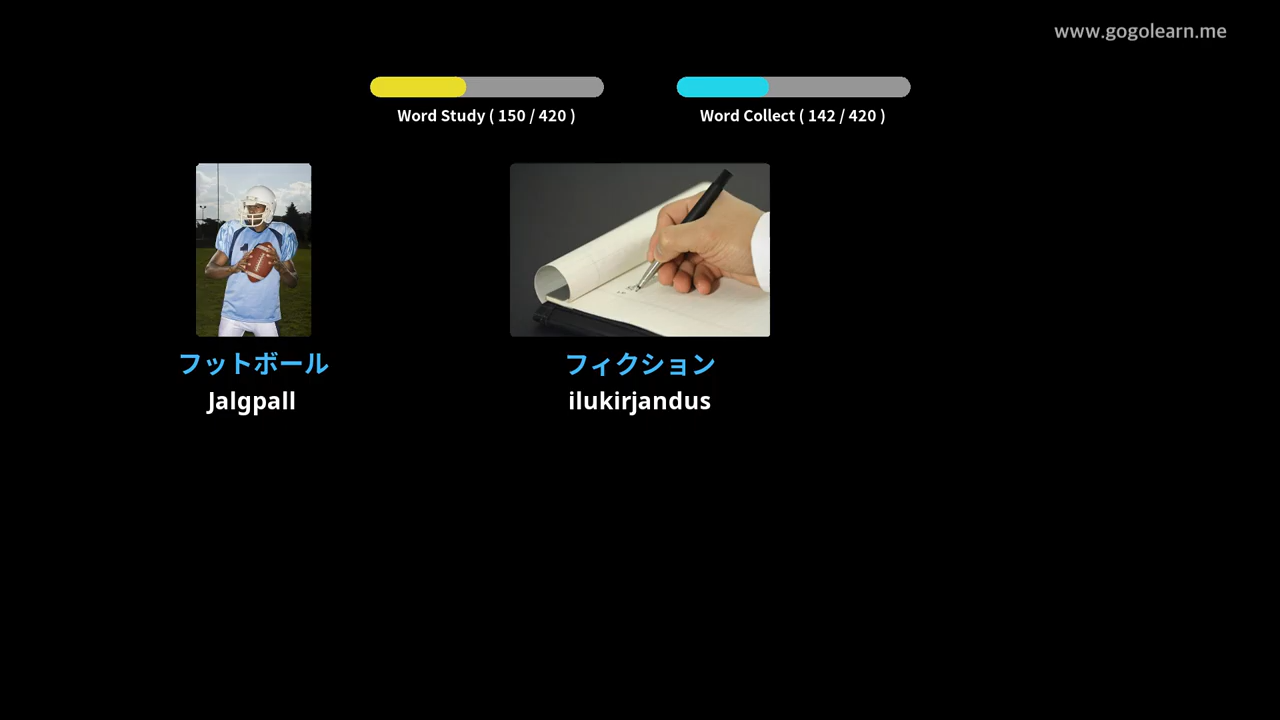 www.gogolearn.me
Word Study ( 150 / 420 )
Word Collect ( 142 / 420 )
フットボール
フィクション
Jalgpall
ilukirjandus